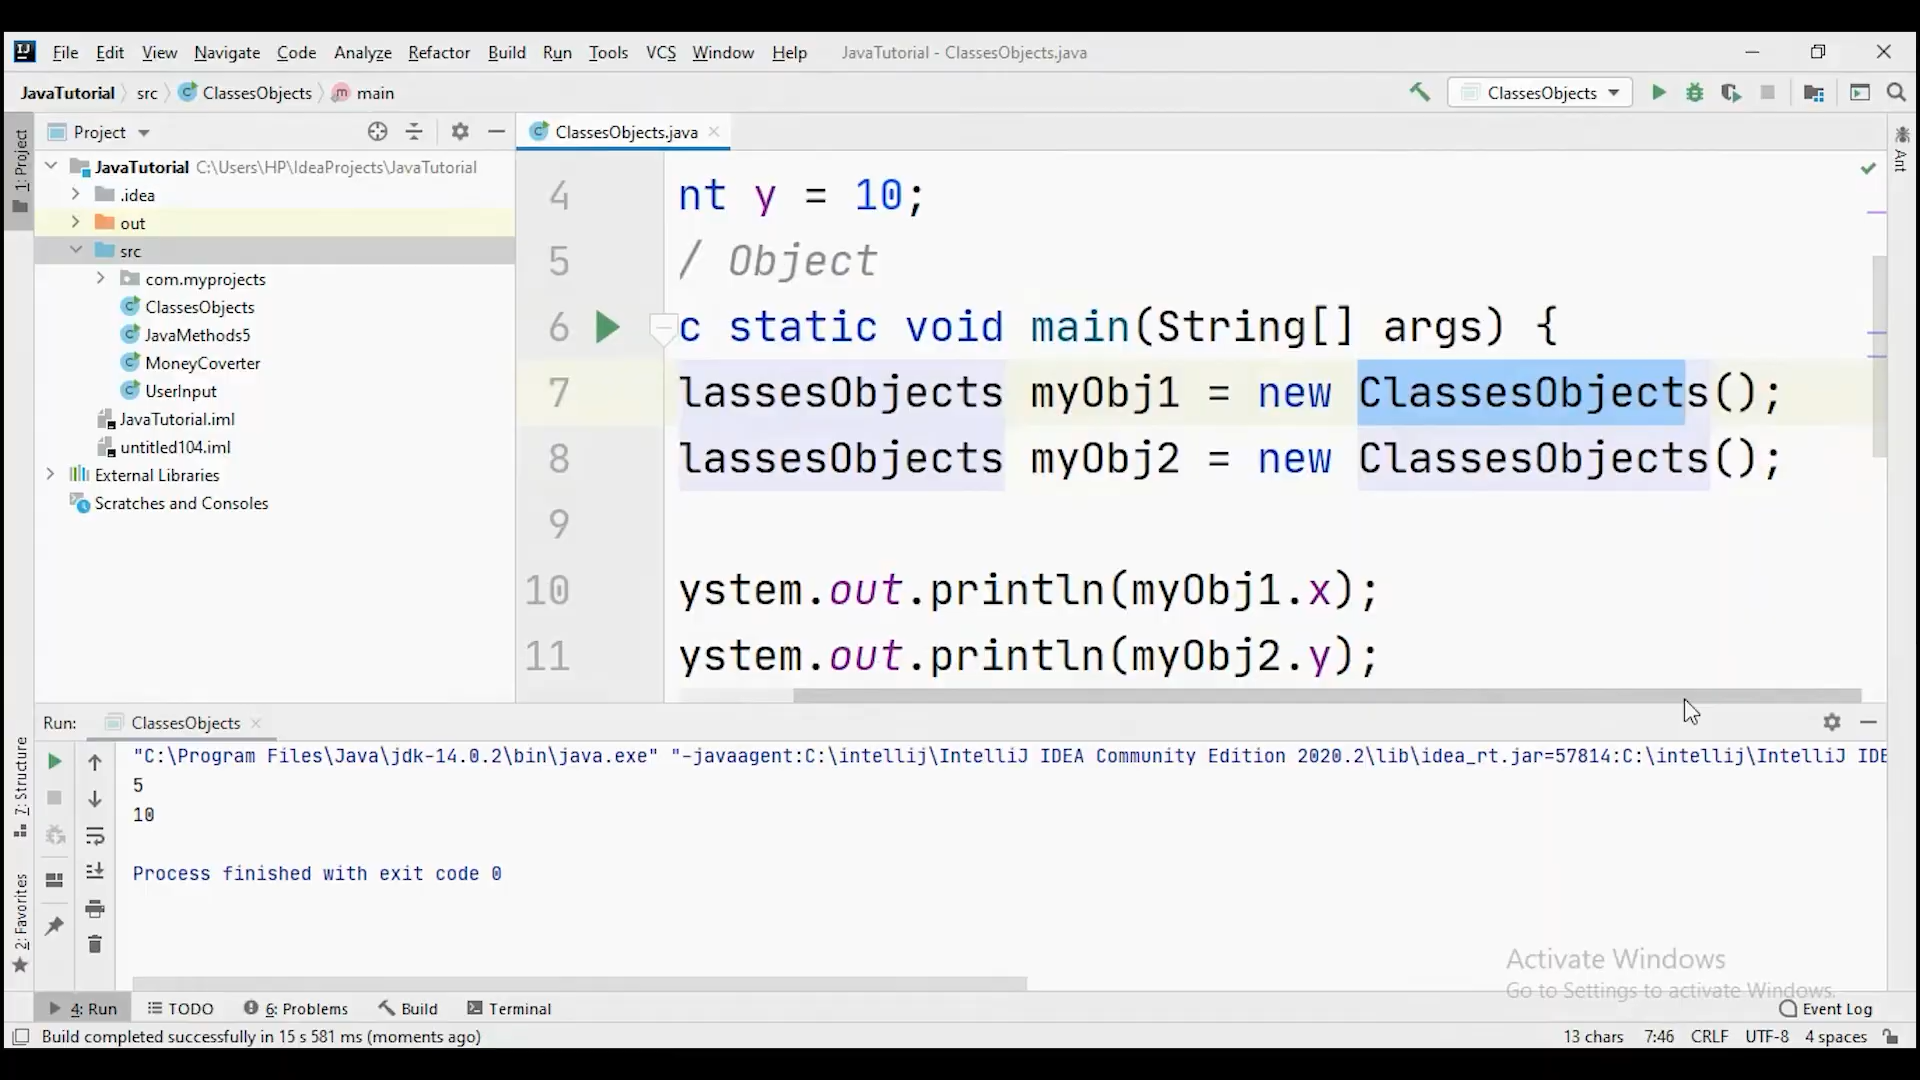 File Edit View Navigate Code Analyze Refactor Build Run Tools VCS Window Help JavaTutorial - ClassesObjects.java
JavaTutorial src ClassesObjects main ClassesObjects
1: Project
Project
ClassesObjects.java
Ant
JavaTutorial C:\Users\HP\IdeaProjects\JavaTutorial
.idea
out
src
com.myprojects
ClassesObjects
JavaMethods5
MoneyCoverter
UserInput
JavaTutorial.iml
untitled104.iml
External Libraries
Scratches and Consoles
4 nt y = 10;
5 / Object
6 c static void main(String[] args) {
7 lassesObjects myObj1 = new ClassesObjects();
8 lassesObjects myObj2 = new ClassesObjects();
9
10 ystem.out.println(myObj1.x);
11 ystem.out.println(myObj2.y);
Run: ClassesObjects
7: Structure
2: Favorites
"C:\Program Files\Java\jdk-14.0.2\bin\java.exe" "-javaagent:C:\intellij\IntelliJ IDEA Community Edition 2020.2\lib\idea_rt.jar=57814:C:\intellij\IntelliJ IDE
5
10
Process finished with exit code 0
Activate Windows
Go to Settings to activate Windows.
4: Run TODO 6: Problems Build Terminal Event Log
Build completed successfully in 15 s 581 ms (moments ago) 13 chars 7:46 CRLF UTF-8 4 spaces